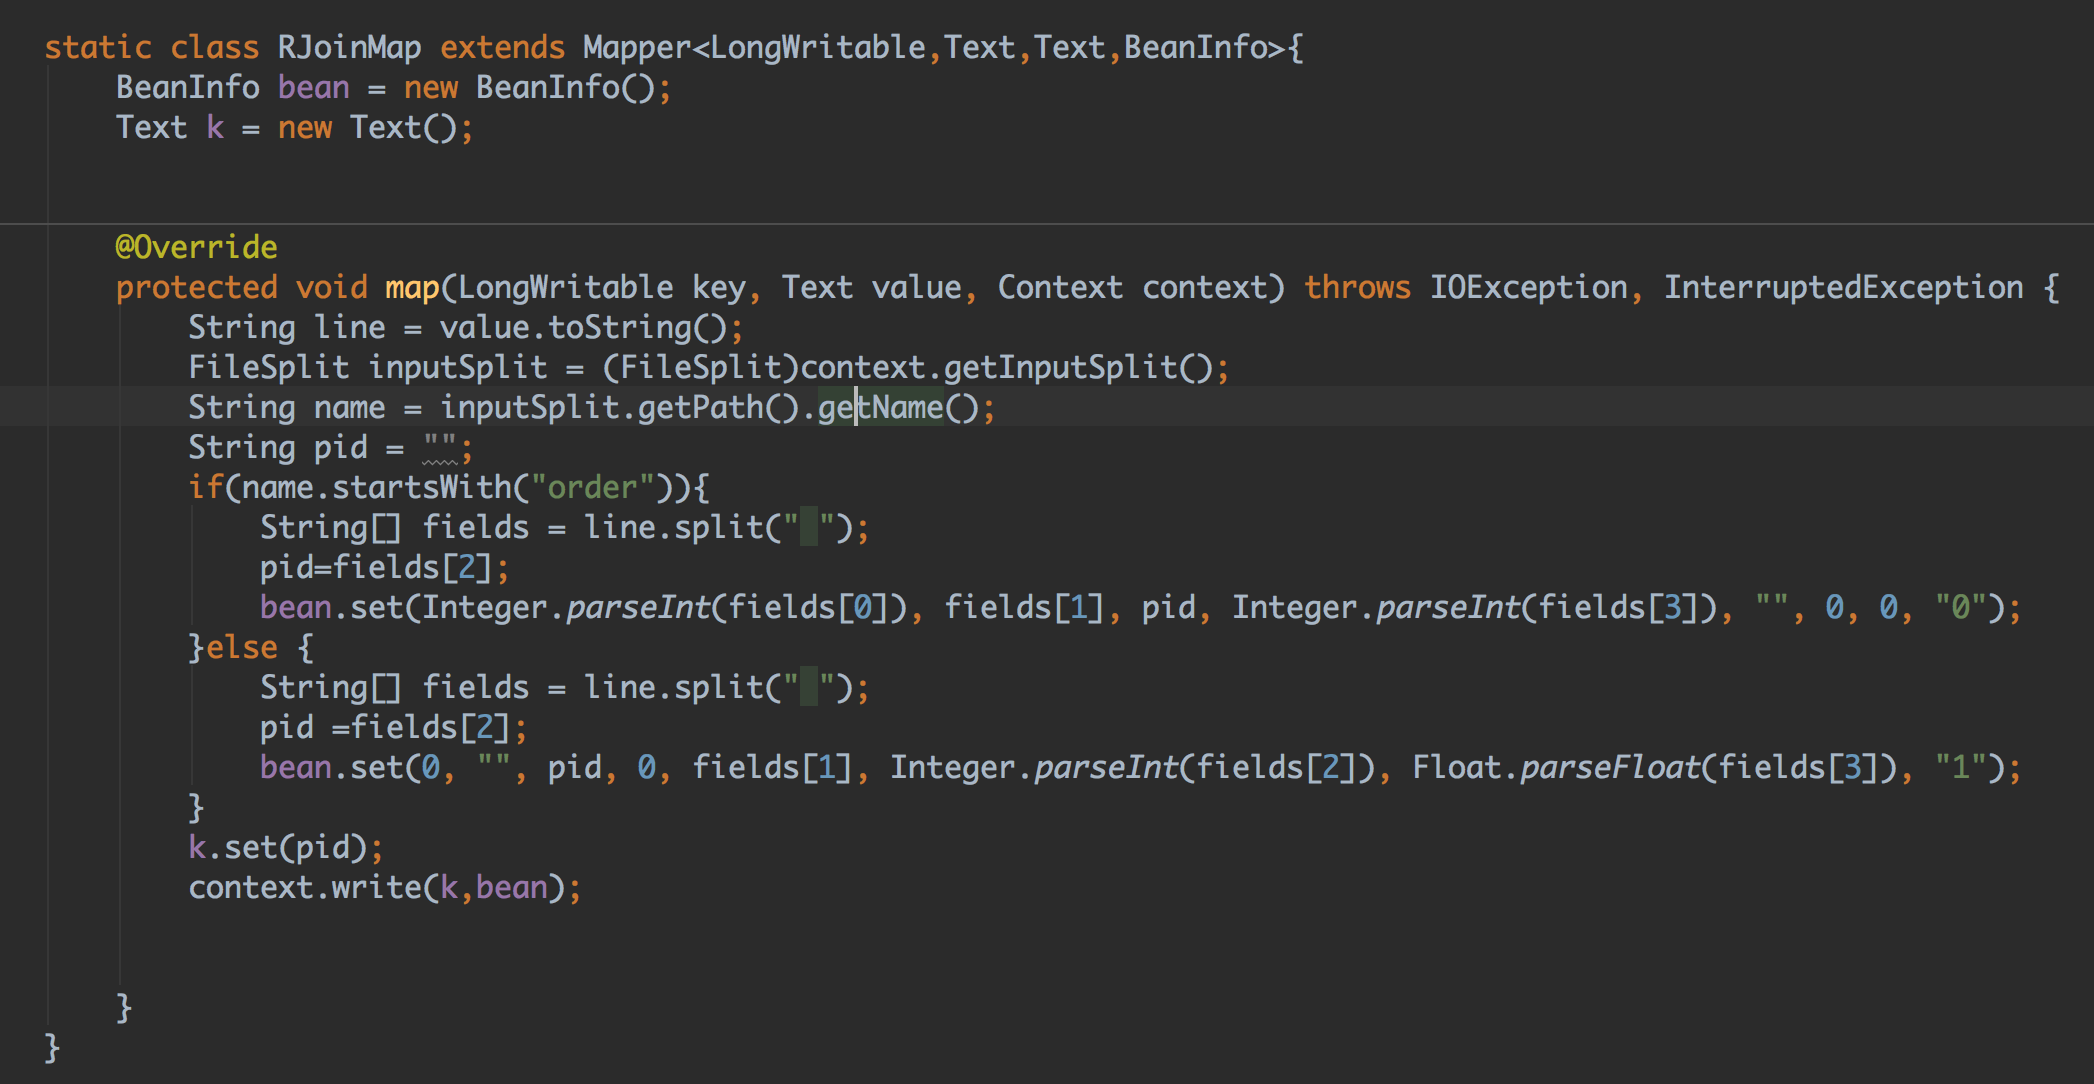 static class RJoinMap extends Mapper<LongWritable,Text,Text,BeanInfo>{
    BeanInfo bean = new BeanInfo();
    Text k = new Text();
    @Override
    protected void map(LongWritable key, Text value, Context context) throws IOException, InterruptedException {
        String line = value.toString();
        FileSplit inputSplit = (FileSplit)context.getInputSplit();
        String name = inputSplit.getPath().getName();
        String pid = "";
        if(name.startsWith("order")){
            String[] fields = line.split(" ");
            pid=fields[2];
            bean.set(Integer.parseInt(fields[0]), fields[1], pid, Integer.parseInt(fields[3]), "", 0, 0, "0");
        }else {
            String[] fields = line.split(" ");
            pid =fields[2];
            bean.set(0, "", pid, 0, fields[1], Integer.parseInt(fields[2]), Float.parseFloat(fields[3]), "1");
        }
        k.set(pid);
        context.write(k,bean);
    }
}